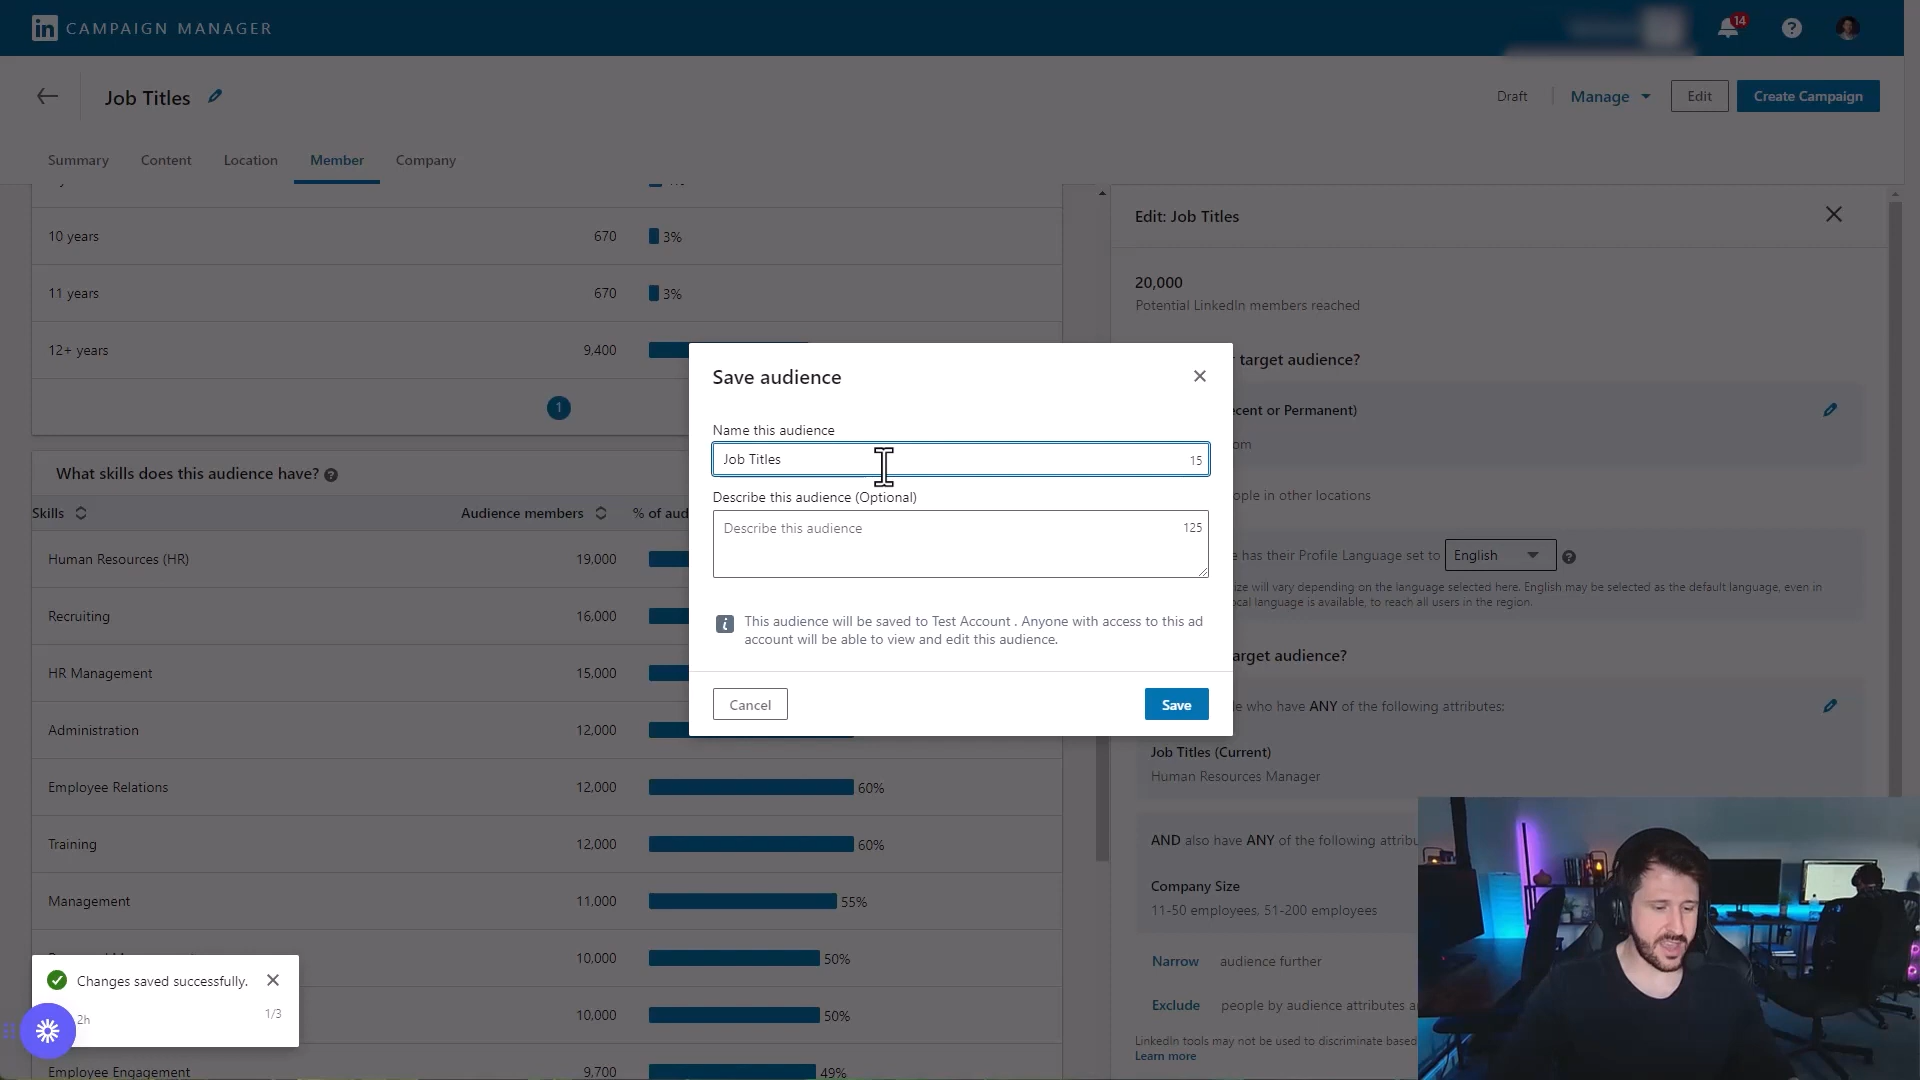 in CAMPAIGN MANAGER
14
Job Titles
Draft
Manage
Edit
Create Campaign
Summary
Content
Location
Member
Company
10 years 670 3%
11 years 670 3%
12+ years 9,400
1
What skills does this audience have?
Skills Audience members % of aud
Human Resources (HR) 19,000
Recruiting 16,000
HR Management 15,000
Administration 12,000
Employee Relations 12,000 60%
Training 12,000 60%
Management 11,000 55%
10,000 50%
10,000 50%
Employee Engagement 9,700 49%
Changes saved successfully.
2h
1/3
Save audience
Name this audience
Job Titles 15
Describe this audience (Optional)
Describe this audience 125
This audience will be saved to Test Account . Anyone with access to this ad
account will be able to view and edit this audience.
Cancel
Save
Edit: Job Titles
20,000
Potential LinkedIn members reached
target audience?
cent or Permanent)
om
ople in other locations
has their Profile Language set to English
ize will vary depending on the language selected here. English may be selected as the default language, even in
ocal language is available, to reach all users in the region.
arget audience?
e who have ANY of the following attributes:
Job Titles (Current)
Human Resources Manager
AND also have ANY of the following attribu
Company Size
11-50 employees, 51-200 employees
Narrow audience further
Exclude people by audience attributes a
LinkedIn tools may not be used to discriminate based
Learn more